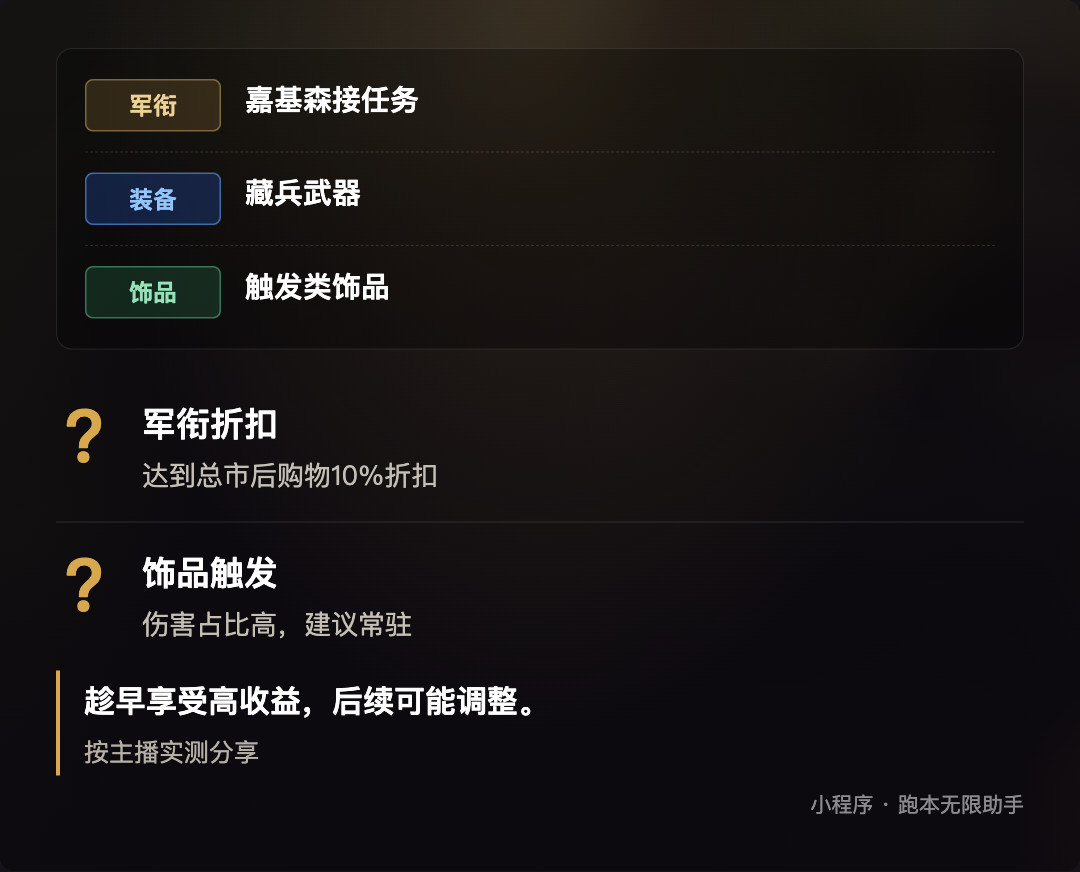 军衔 嘉基森接任务
装备 藏兵武器
饰品 触发类饰品
? 军衔折扣
达到总市后购物10%折扣
? 饰品触发
伤害占比高，建议常驻
趁早享受高收益，后续可能调整。
按主播实测分享
小程序 · 跑本无限助手